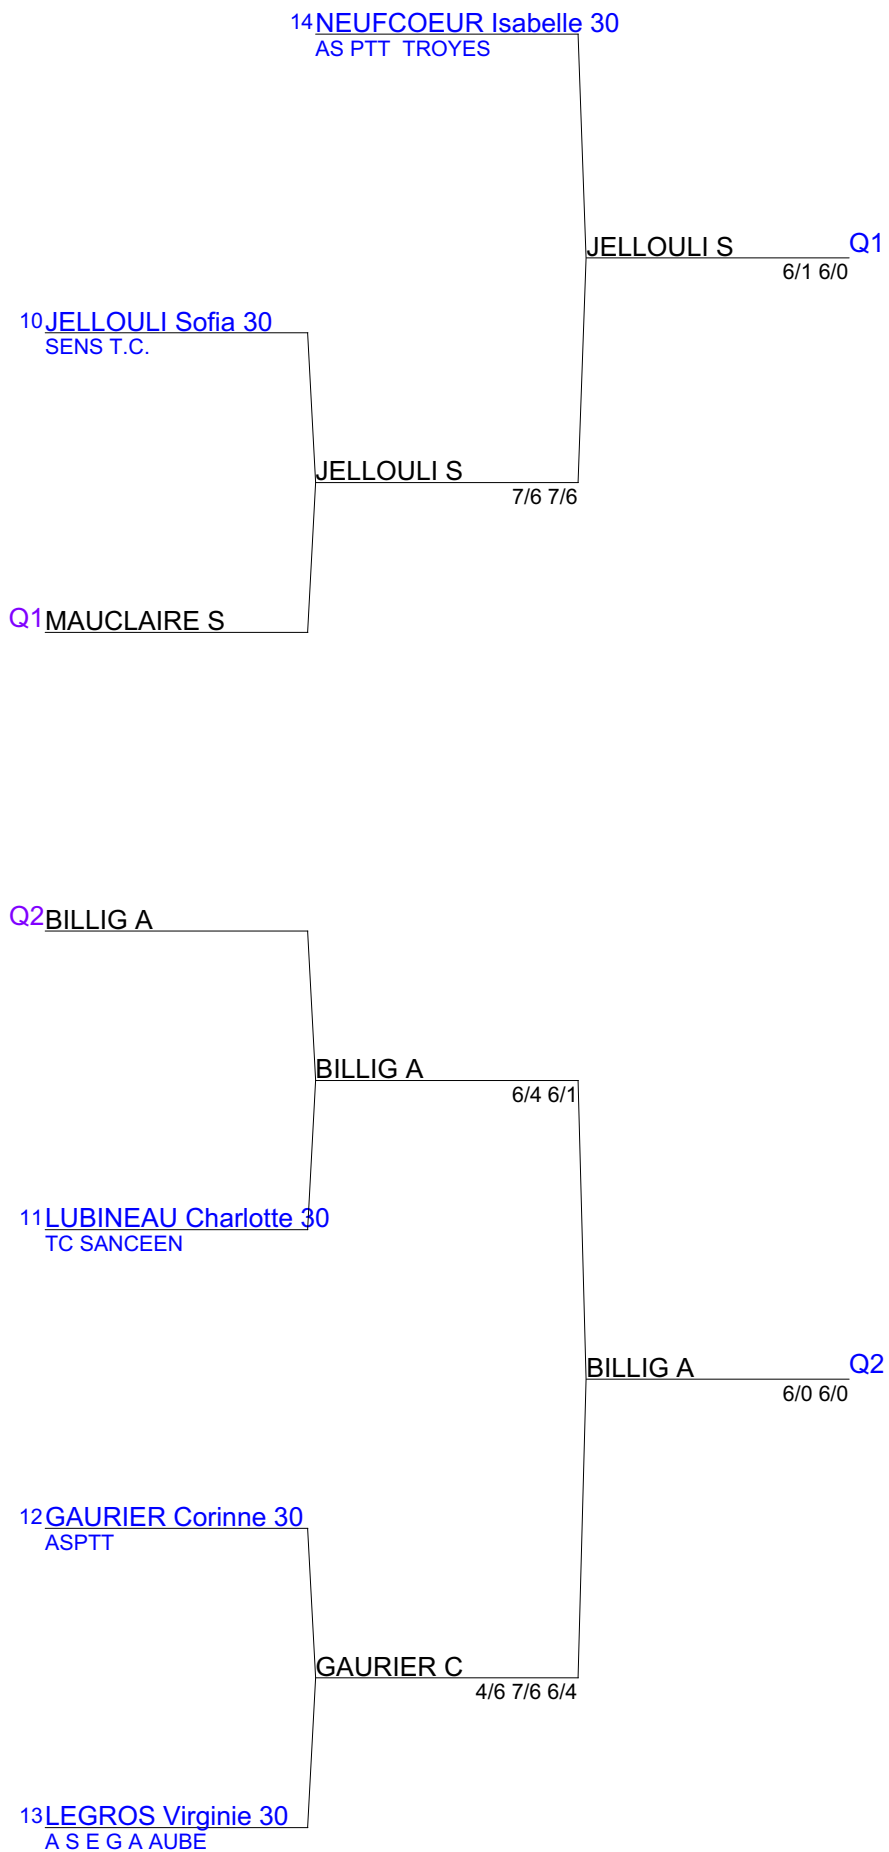 14 NEUFCOEUR Isabelle 30
AS PTT TROYES
JELLOULI S Q1
6/1 6/0
10 JELLOULI Sofia 30
SENS T.C.
JELLOULI S
7/6 7/6
Q1 MAUCLAIRE S
Q2 BILLIG A
BILLIG A
6/4 6/1
11 LUBINEAU Charlotte 30
TC SANCEEN
BILLIG A Q2
6/0 6/0
12 GAURIER Corinne 30
ASPTT
GAURIER C
4/6 7/6 6/4
13 LEGROS Virginie 30
A S E G A AUBE